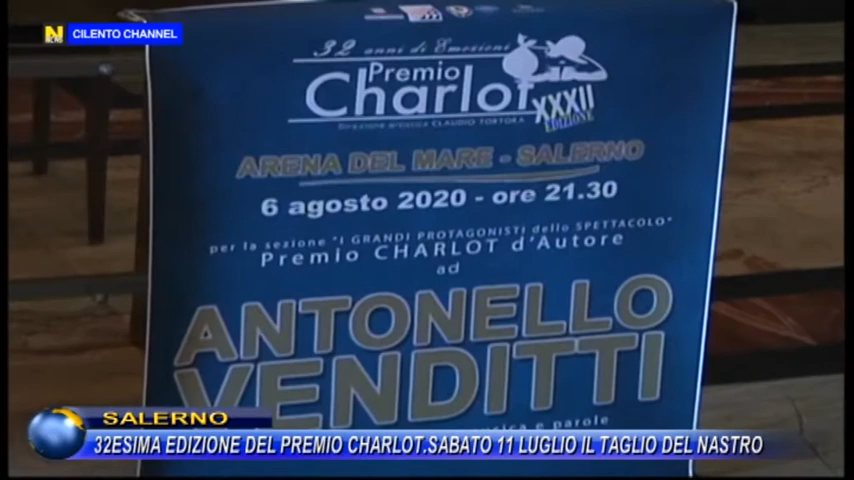 N
CILENTO CHANNEL
32 anni di Emozioni
Premio
Charlot
XXXII
EDIZIONE
Direzione artistica CLAUDIO TORTORA
ARENA DEL MARE - SALERNO
6 agosto 2020 - ore 21.30
per la sezione "I GRANDI PROTAGONISTI dello SPETTACOLO"
Premio CHARLOT d'Autore
ad
ANTONELLO
VENDITTI
musica e parole
SALERNO
32ESIMA EDIZIONE DEL PREMIO CHARLOT.SABATO 11 LUGLIO IL TAGLIO DEL NASTRO